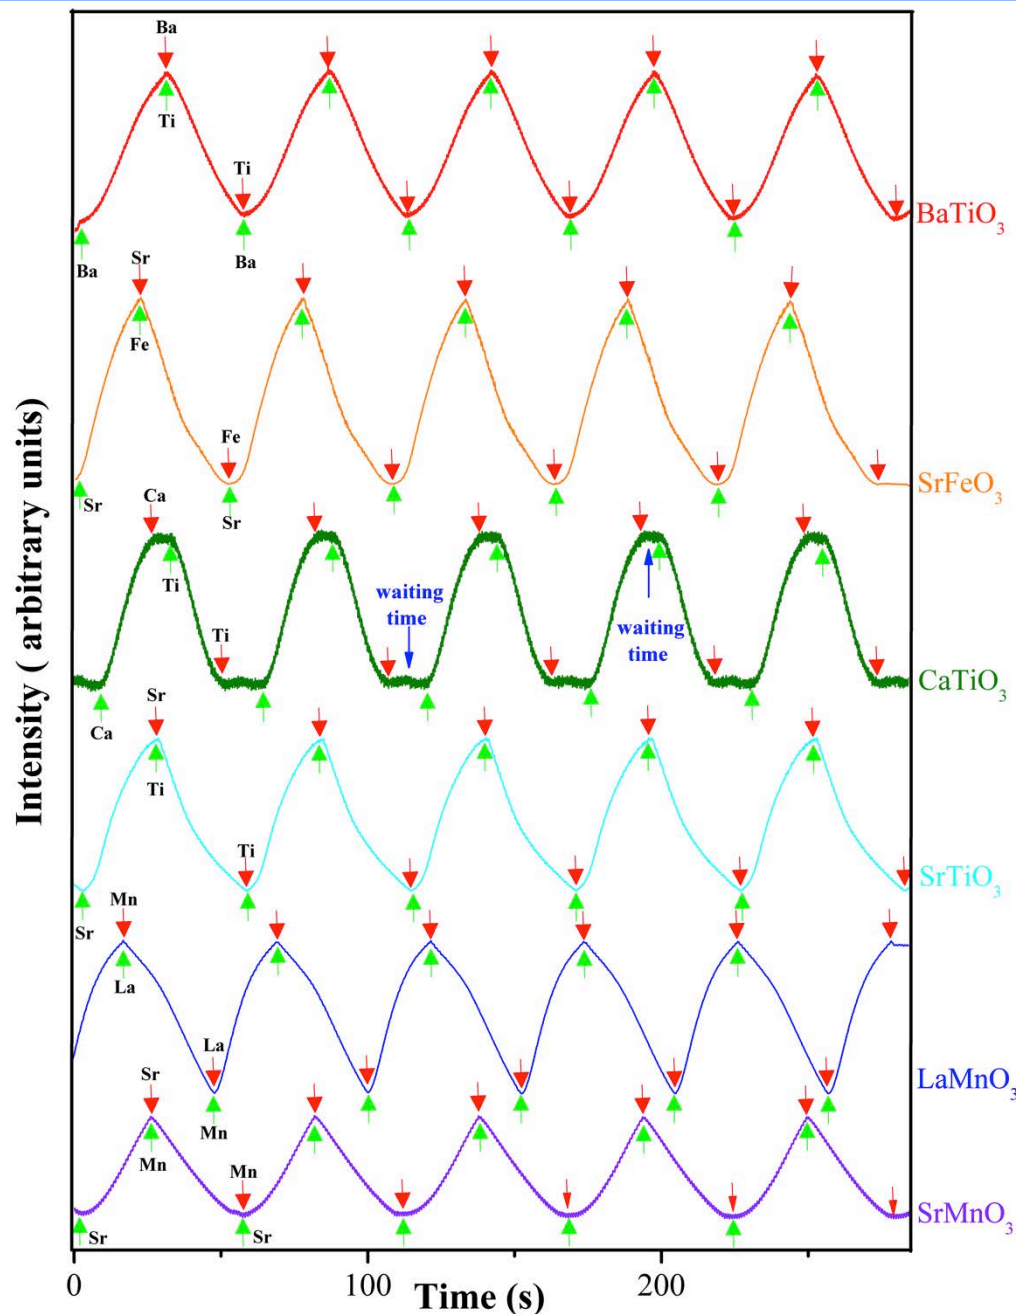 Ba
Ti
Ti
Ba
Ba
BaTiO3
Sr
Fe
Fe
Sr
Sr
SrFeO3
Ca
Ti
Ti
Ca
waiting
time
waiting
time
CaTiO3
Sr
Ti
Ti
Sr
SrTiO3
Mn
La
La
Mn
LaMnO3
Sr
Mn
Mn
Sr
Sr
SrMnO3
Intensity ( arbitrary units)
0
100
200
Time (s)